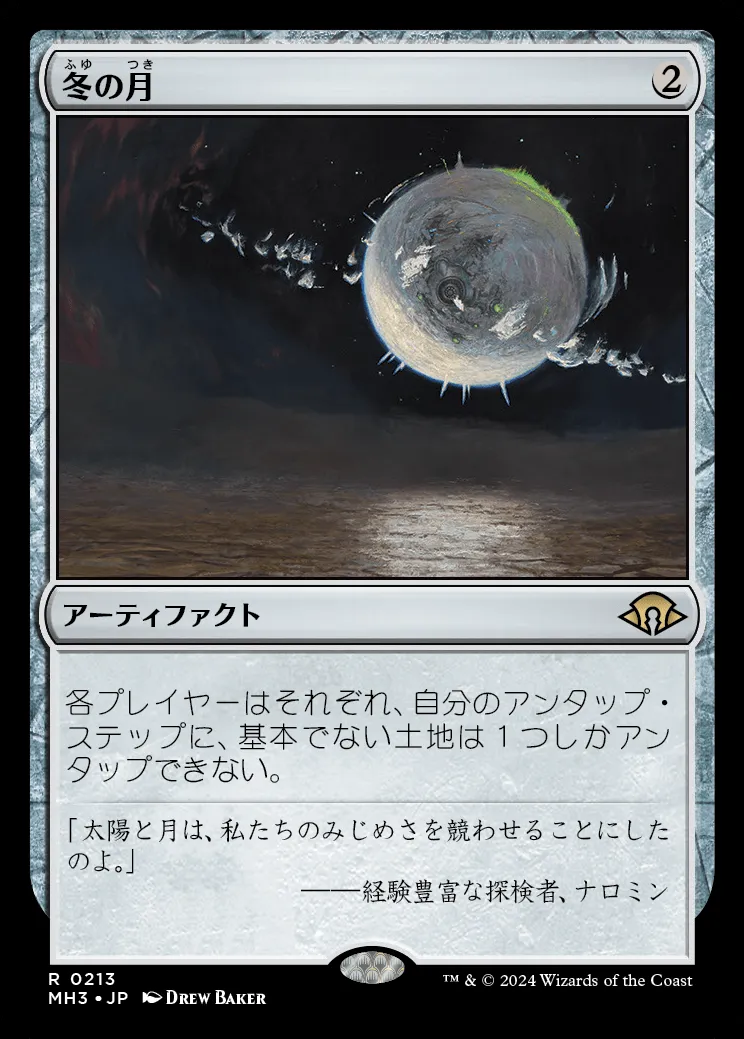 ふゆ つき
冬の月
2
アーティファクト
各プレイヤーはそれぞれ、自分のアンタップ・
ステップに、基本でない土地は1つしかアン
タップできない。
「太陽と月は、私たちのみじめさを競わせることにした
のよ。」
――経験豊富な探検者、ナロミン
R 0213
MH3 • JP DREW BAKER
™ & © 2024 Wizards of the Coast